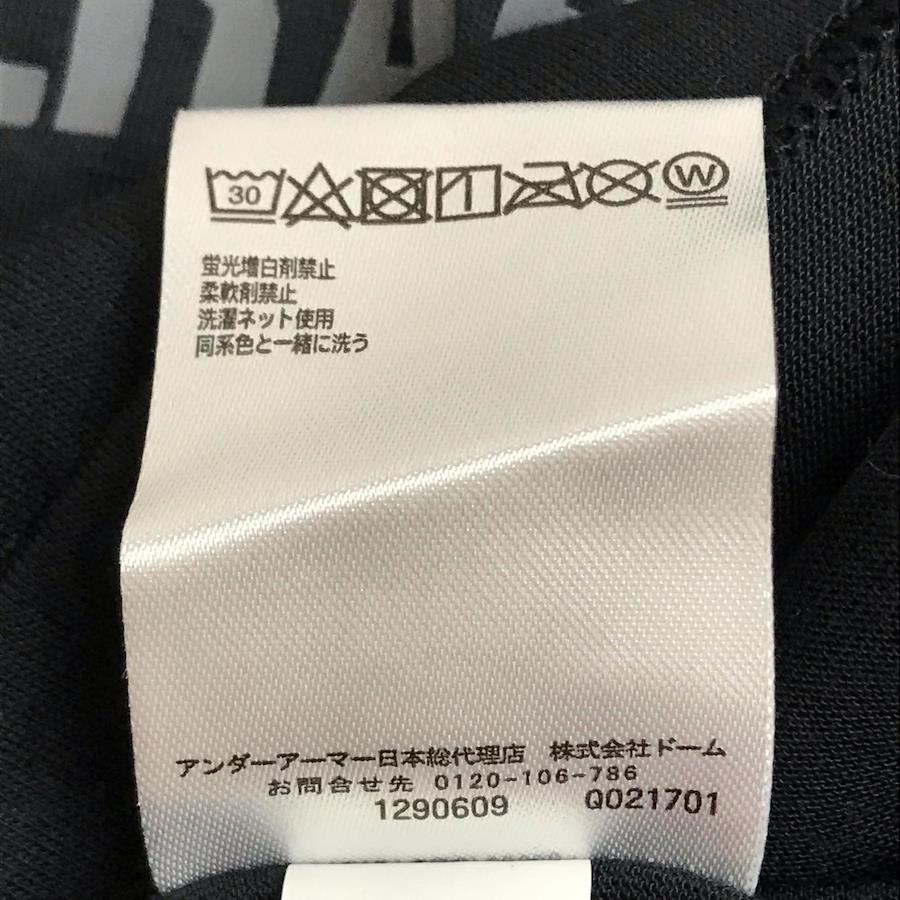 30
W
蛍光増白剤禁止
柔軟剤禁止
洗濯ネット使用
同系色と一緒に洗う
アンダーアーマー日本総代理店　株式会社ドーム
お問合せ先 0120-106-786
1290609 Q021701